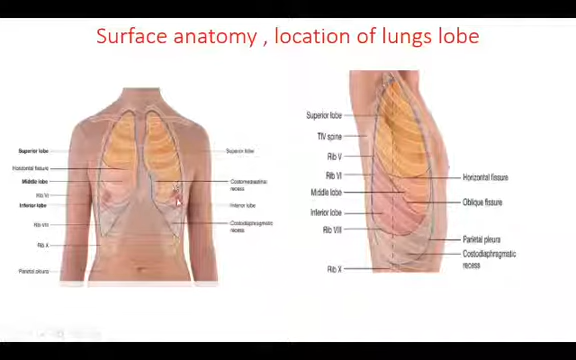 Surface anatomy , location of lungs lobe
Superior lobe
Horizontal fissure
Middle lobe
Rib VI
Inferior lobe
Rib VIII
Rib X
Parietal pleura
Superior lobe
Costomediastinal
recess
Inferior lobe
Costodiaphragmatic
recess
Superior lobe
TIV spine
Rib V
Rib VI
Middle lobe
Inferior lobe
Rib VIII
Rib X
Horizontal fissure
Oblique fissure
Parietal pleura
Costodiaphragmatic
recess